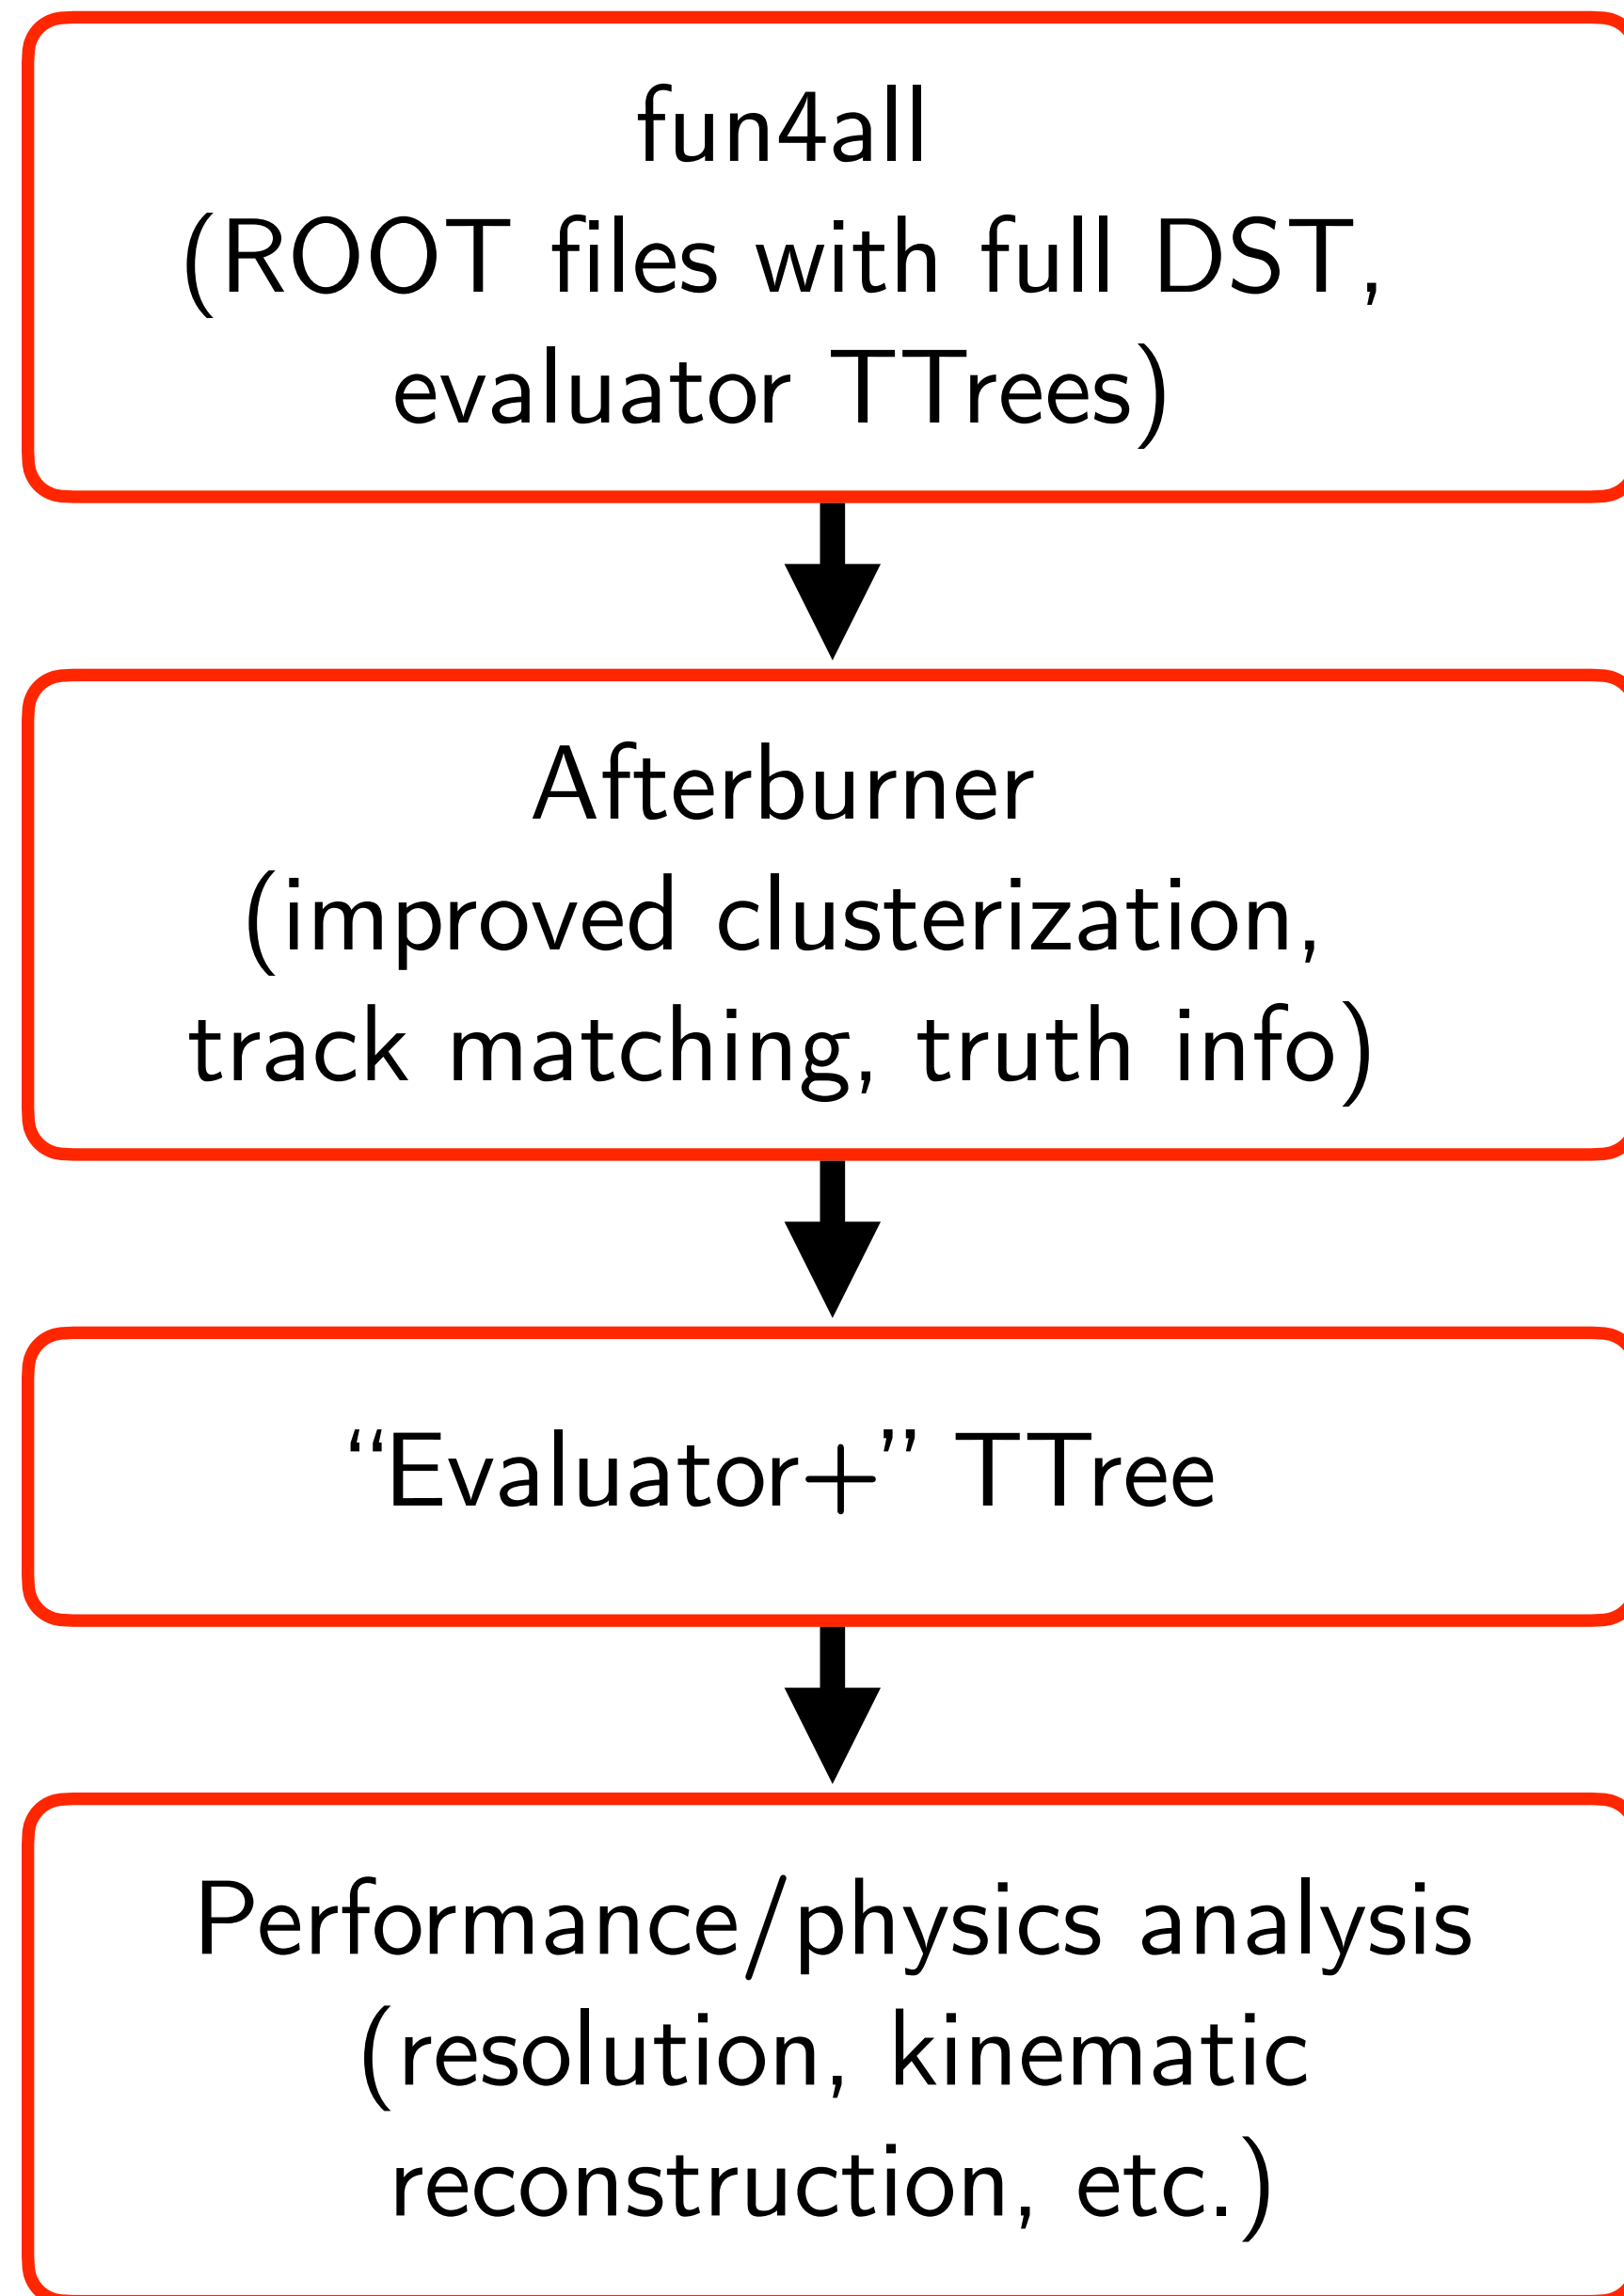 fun4all
(ROOT files with full DST,
evaluator TTrees)
Afterburner
(improved clusterization,
track matching, truth info)
“Evaluator+” TTree
Performance/physics analysis
(resolution, kinematic
reconstruction, etc.)